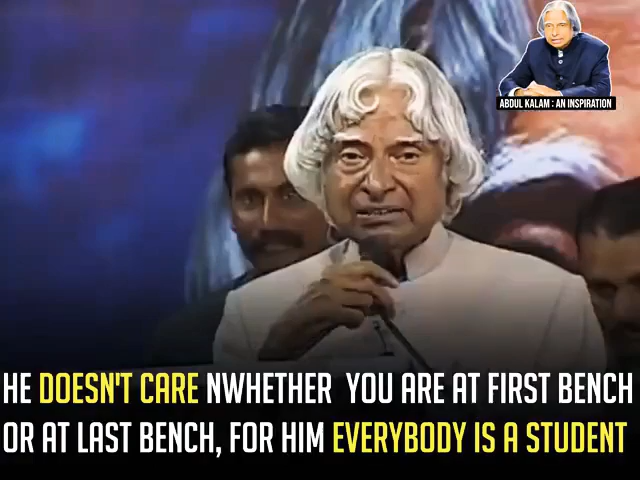 ABDUL KALAM : AN INSPIRATION
HE DOESN'T CARE NWHETHER YOU ARE AT FIRST BENCH
OR AT LAST BENCH, FOR HIM EVERYBODY IS A STUDENT